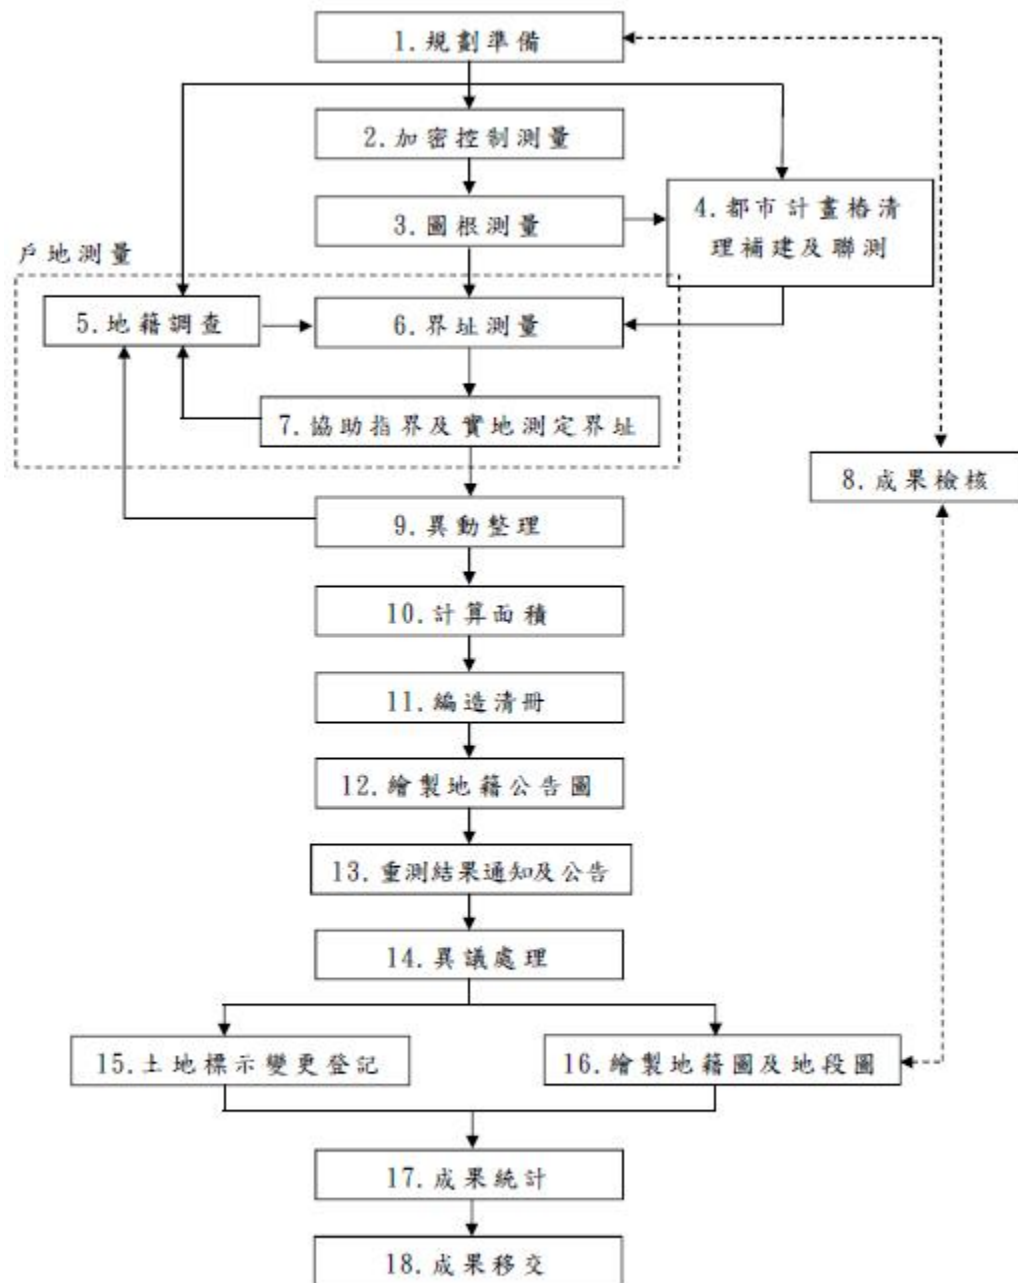 1.規劃準備
2.加密控制測量
3.圖根測量
4.都市計畫樁清
理補建及聯測
戶地測量
5.地籍調查
6.界址測量
7.協助指界及實地測定界址
8.成果檢核
9.異動整理
10.計算面積
11.編造清冊
12.繪製地籍公告圖
13.重測結果通知及公告
14.異議處理
15.土地標示變更登記
16.繪製地籍圖及地段圖
17.成果統計
18.成果移交